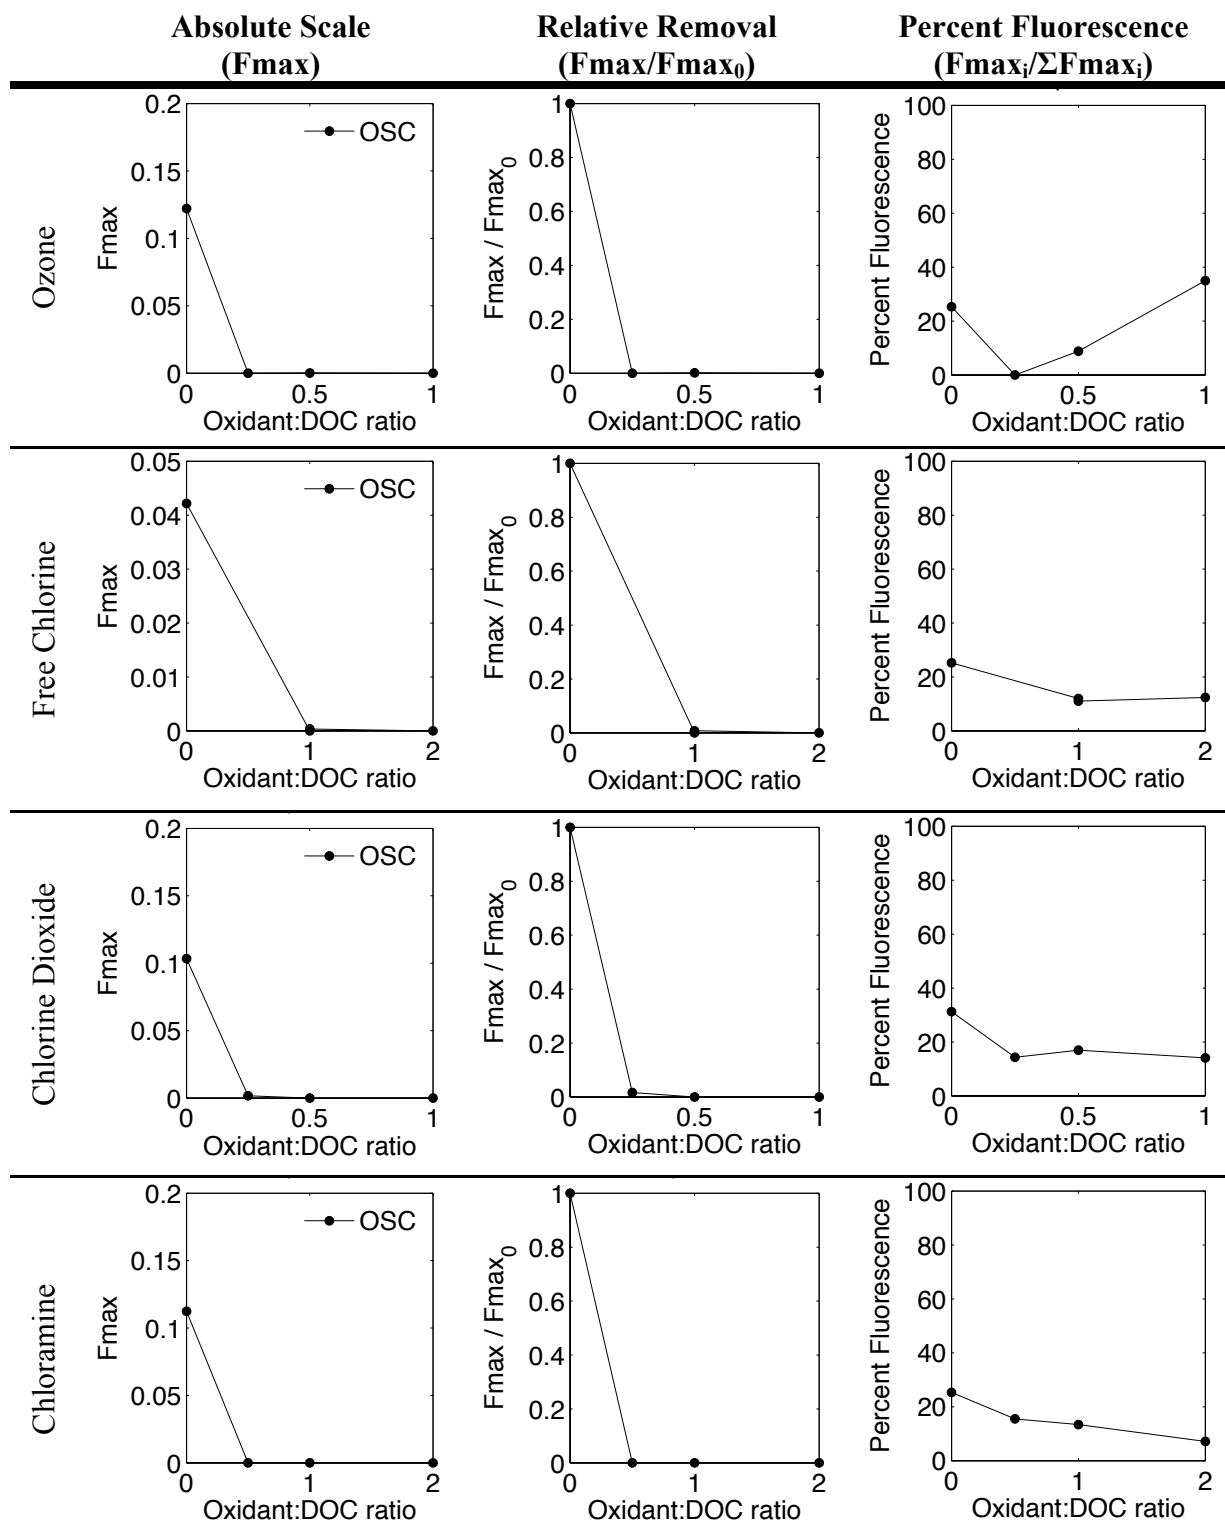 Absolute Scale
(Fmax)
Relative Removal
(Fmax/Fmax₀)
Percent Fluorescence
(Fmaxᵢ/ΣFmaxᵢ)
Ozone
0.2
0.15
0.1
0.05
0
Fmax
OSC
0
0.5
1
Oxidant:DOC ratio
1
0.8
0.6
0.4
0.2
0
Fmax / Fmax₀
0
0.5
1
Oxidant:DOC ratio
100
80
60
40
20
0
Percent Fluorescence
0
0.5
1
Oxidant:DOC ratio
Free Chlorine
0.05
0.04
0.03
0.02
0.01
0
Fmax
OSC
0
1
2
Oxidant:DOC ratio
1
0.8
0.6
0.4
0.2
0
Fmax / Fmax₀
0
1
2
Oxidant:DOC ratio
100
80
60
40
20
0
Percent Fluorescence
0
1
2
Oxidant:DOC ratio
Chlorine Dioxide
0.2
0.15
0.1
0.05
0
Fmax
OSC
0
0.5
1
Oxidant:DOC ratio
1
0.8
0.6
0.4
0.2
0
Fmax / Fmax₀
0
0.5
1
Oxidant:DOC ratio
100
80
60
40
20
0
Percent Fluorescence
0
0.5
1
Oxidant:DOC ratio
Chloramine
0.2
0.15
0.1
0.05
0
Fmax
OSC
0
1
2
Oxidant:DOC ratio
1
0.8
0.6
0.4
0.2
0
Fmax / Fmax₀
0
1
2
Oxidant:DOC ratio
100
80
60
40
20
0
Percent Fluorescence
0
1
2
Oxidant:DOC ratio